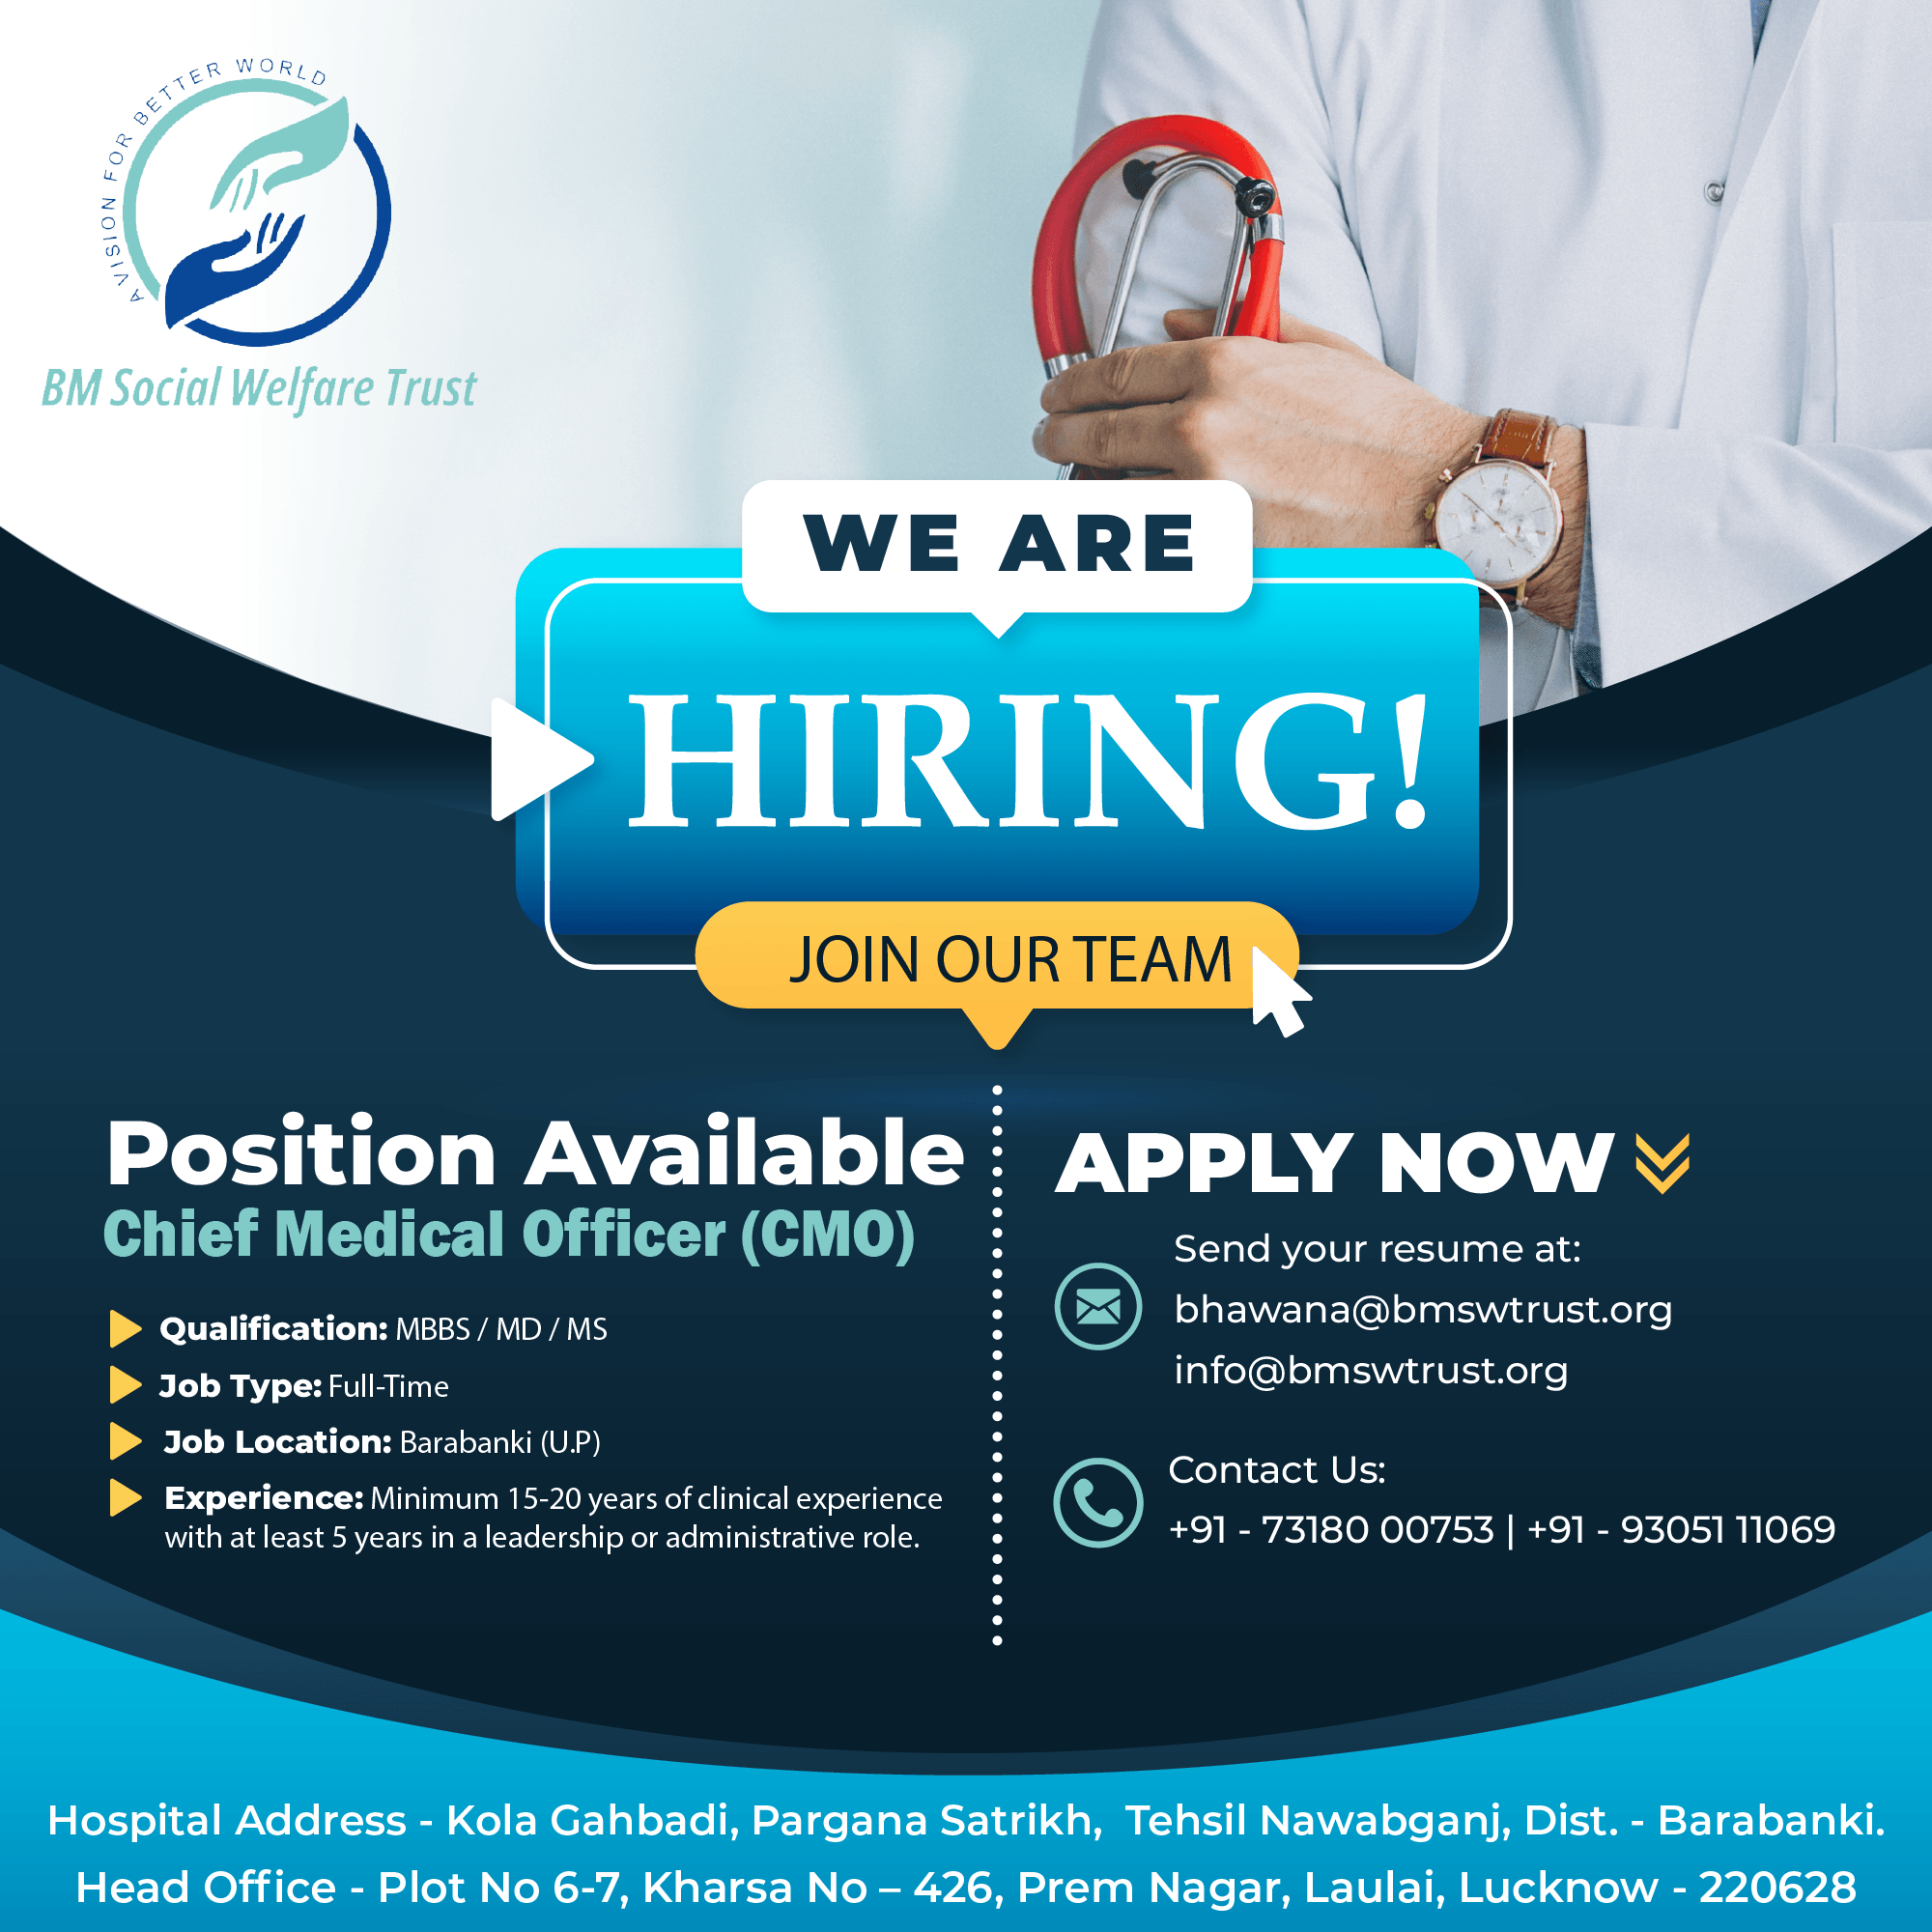 A VISION FOR BETTER WORLD
BM Social Welfare Trust
WE ARE
HIRING!
JOIN OUR TEAM
Position Available
Chief Medical Officer (CMO)
Qualification: MBBS / MD / MS
Job Type: Full-Time
Job Location: Barabanki (U.P)
Experience: Minimum 15-20 years of clinical experience
with at least 5 years in a leadership or administrative role.
APPLY NOW
Send your resume at:
bhawana@bmswtrust.org
info@bmswtrust.org
Contact Us:
+91 - 73180 00753 | +91 - 93051 11069
Hospital Address - Kola Gahbadi, Pargana Satrikh, Tehsil Nawabganj, Dist. - Barabanki.
Head Office - Plot No 6-7, Kharsa No – 426, Prem Nagar, Laulai, Lucknow - 220628